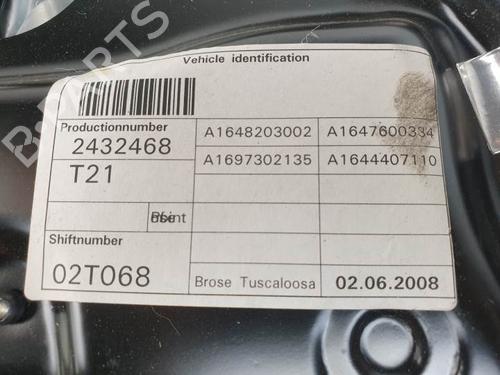 Vehicle identification
Productionnumber
2432468
T21
A1648203002
A1647600334
A1697302135
A1644407110
Shiftnumber
02T068
Brose Tuscaloosa
02.06.2008